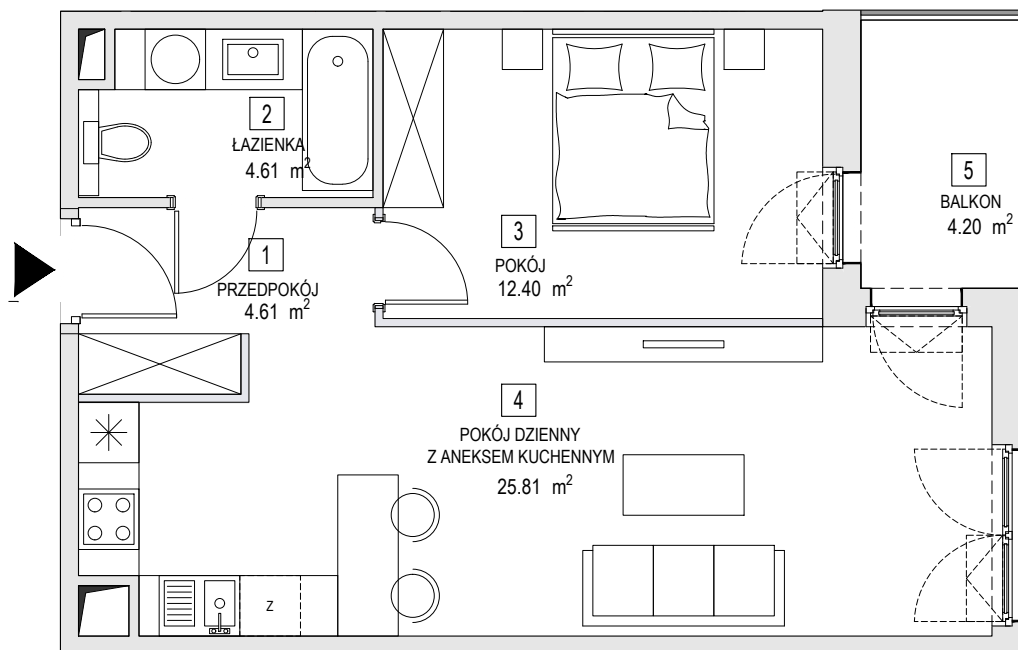 2
ŁAZIENKA
4.61 m²
1
PRZEDPOKÓJ
4.61 m²
3
POKÓJ
12.40 m²
5
BALKON
4.20 m²
4
POKÓJ DZIENNY
Z ANEKSEM KUCHENNYM
25.81 m²
Z